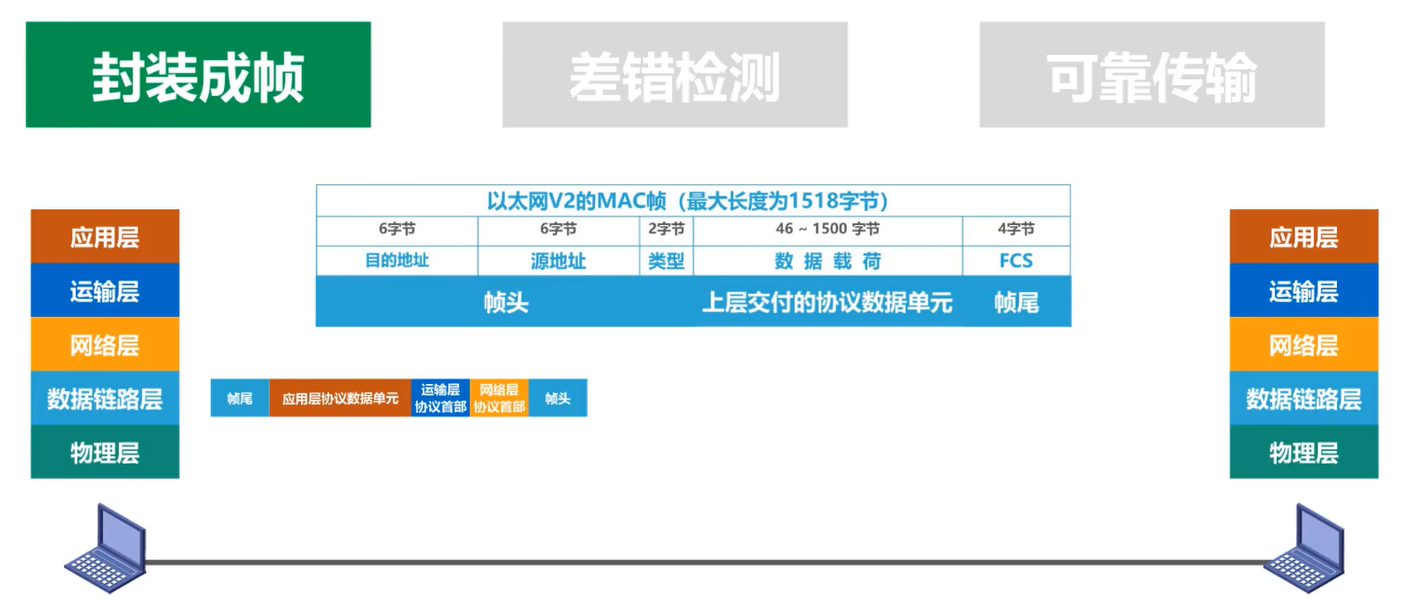 封装成帧
差错检测
可靠传输
以太网V2的MAC帧（最大长度为1518字节）
6字节
6字节
2字节
46 ~ 1500 字节
4字节
目的地址
源地址
类型
数 据 载 荷
FCS
帧头
上层交付的协议数据单元
帧尾
应用层
运输层
网络层
数据链路层
物理层
帧尾
应用层协议数据单元
运输层
协议首部
网络层
协议首部
帧头
应用层
运输层
网络层
数据链路层
物理层